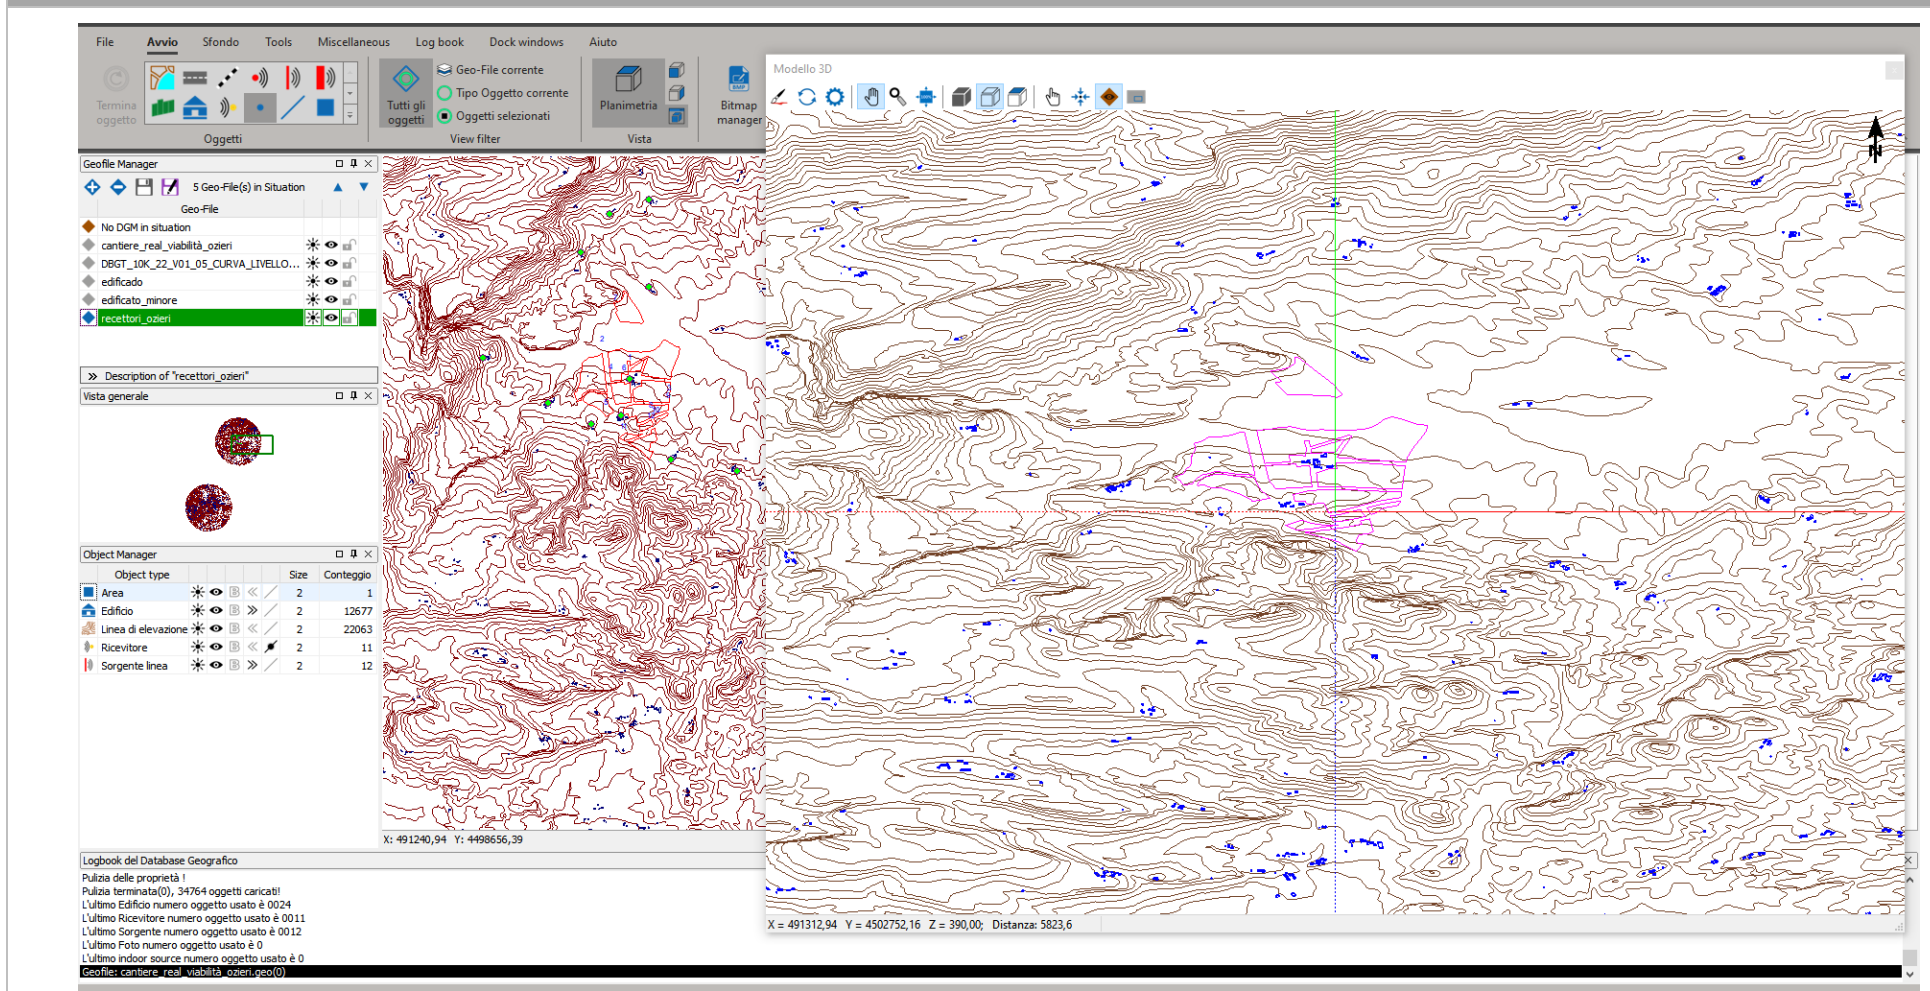 File Avvio Sfondo Tools Miscellaneous Log book Dock windows Aiuto
Termina oggetto
Oggetti
Tutti gli oggetti
Geo-File corrente
Tipo Oggetto corrente
Oggetti selezionati
View filter
Planimetria
Vista
BMP
Bitmap manager
Modello 3D
N
Geofile Manager
5 Geo-File(s) in Situation
Geo-File
No DGM in situation
cantiere_real_viabilità_ozieri
DBGT_10K_22_V01_05_CURVA_LIVELLO...
edificado
edificato_minore
recettori_ozieri
» Description of "recettori_ozieri"
Vista generale
Object Manager
Object type Size Conteggio
Area 2 1
Edificio 2 12677
Linea di elevazione 2 22063
Ricevitore 2 11
Sorgente linea 2 12
X: 491240,94 Y: 4498656,39
X = 491312,94 Y = 4502752,16 Z = 390,00; Distanza: 5823,6
Logbook del Database Geografico
Pulizia delle proprietà !
Pulizia terminata(0), 34764 oggetti caricati!
L'ultimo Edificio numero oggetto usato è 0024
L'ultimo Ricevitore numero oggetto usato è 0011
L'ultimo Sorgente numero oggetto usato è 0012
L'ultimo Foto numero oggetto usato è 0
L'ultimo indoor source numero oggetto usato è 0
Geofile: cantiere_real_viabilità_ozieri.geo(0)